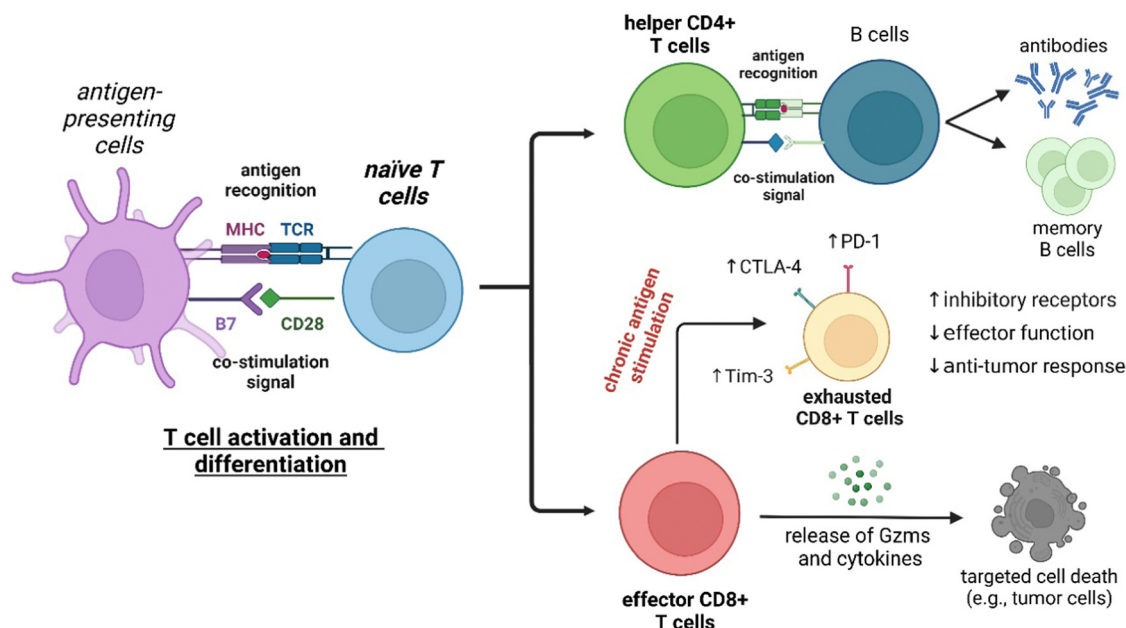 antigen-
presenting
cells
antigen
recognition
naïve T
cells
MHC
TCR
B7
CD28
co-stimulation
signal
T cell activation and
differentiation
helper CD4+
T cells
antigen
recognition
B cells
co-stimulation
signal
antibodies
memory
B cells
chronic antigen
stimulation
↑PD-1
↑CTLA-4
↑Tim-3
exhausted
CD8+ T cells
↑inhibitory receptors
↓effector function
↓anti-tumor response
effector CD8+
T cells
release of Gzms
and cytokines
targeted cell death
(e.g., tumor cells)